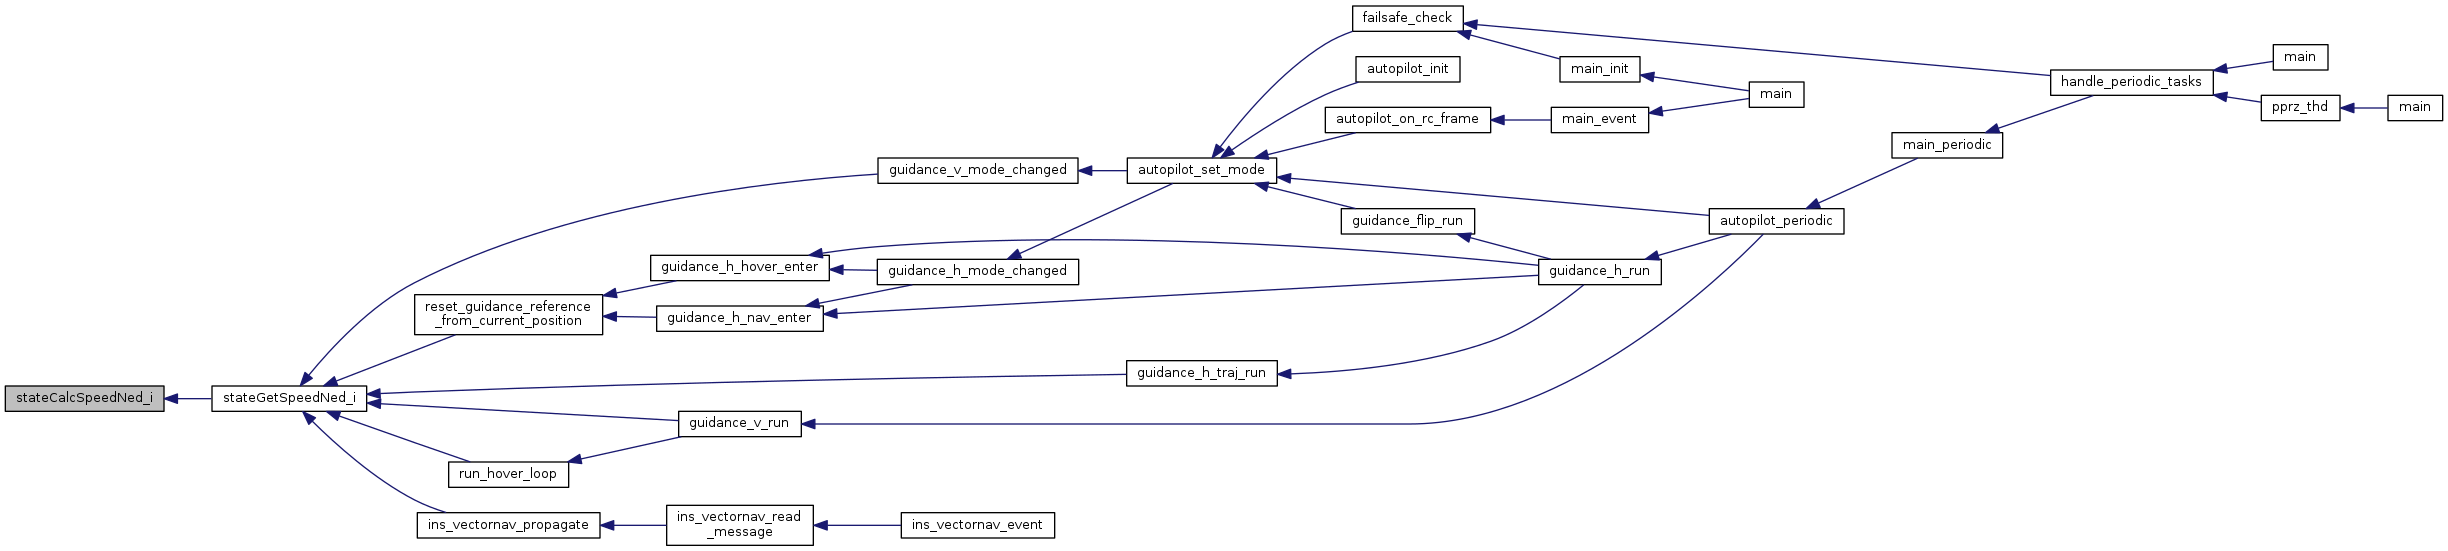 failsafe_check
main
autopilot_init
main_init
handle_periodic_tasks
main
pprz_thd
main
autopilot_on_rc_frame
main_event
main_periodic
guidance_v_mode_changed
autopilot_set_mode
guidance_flip_run
autopilot_periodic
guidance_h_hover_enter
guidance_h_mode_changed
guidance_h_run
reset_guidance_reference
_from_current_position
guidance_h_nav_enter
guidance_h_traj_run
stateCalcSpeedNed_i
stateGetSpeedNed_i
guidance_v_run
run_hover_loop
ins_vectornav_propagate
ins_vectornav_read
_message
ins_vectornav_event